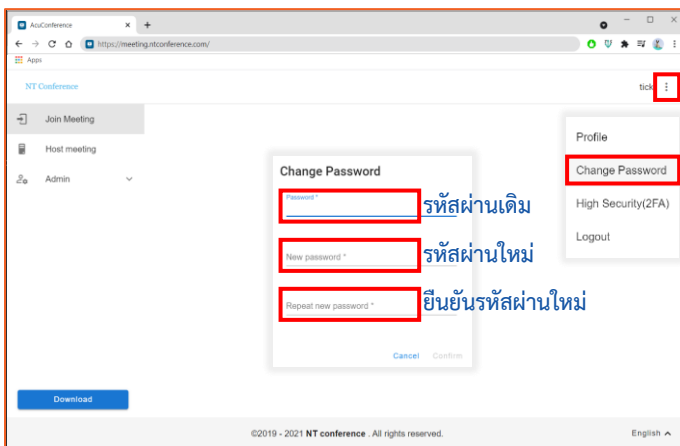 AcuConference
https://meeting.ntconference.com/
Apps
NT Conference
tick
Join Meeting
Host meeting
Admin
Profile
Change Password
High Security(2FA)
Logout
Change Password
Password *
รหัสผ่านเดิม
New password *
รหัสผ่านใหม่
Repeat new password *
ยืนยันรหัสผ่านใหม่
Cancel Confirm
Download
©2019 - 2021 NT conference . All rights reserved.
English